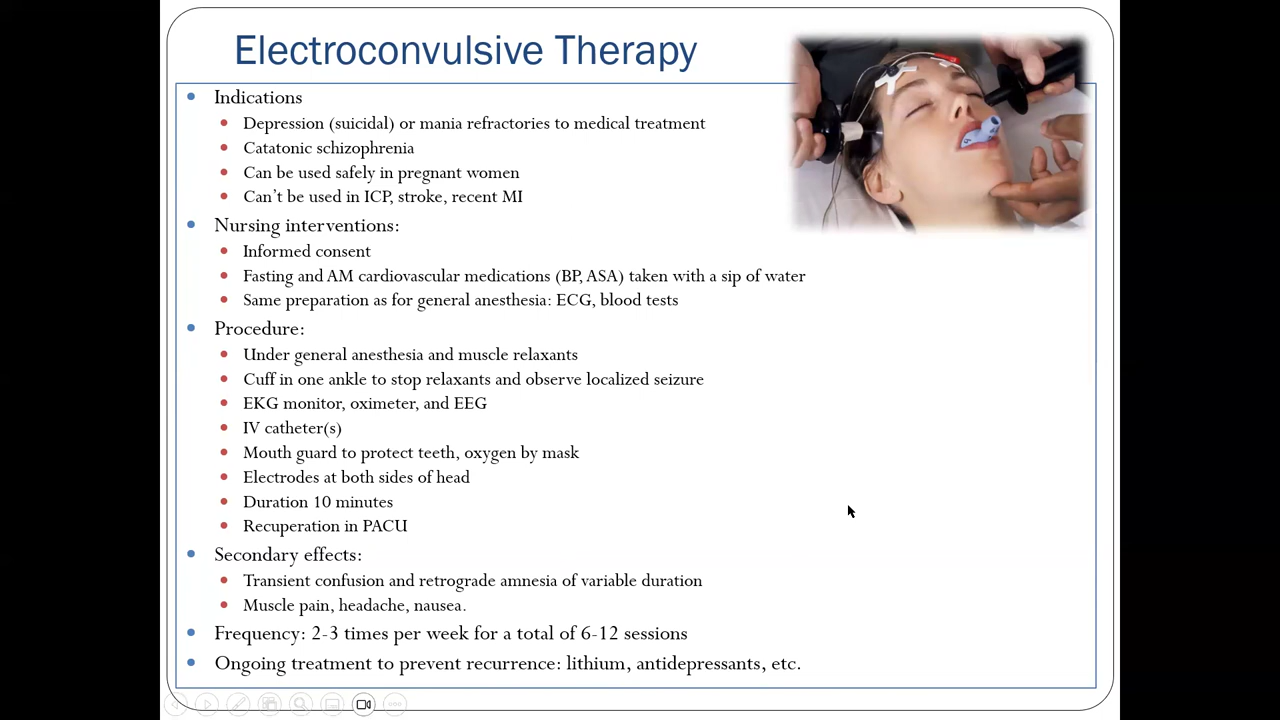 Electroconvulsive Therapy
Indications
Depression (suicidal) or mania refractories to medical treatment
Catatonic schizophrenia
Can be used safely in pregnant women
Can't be used in ICP, stroke, recent MI
Nursing interventions:
Informed consent
Fasting and AM cardiovascular medications (BP, ASA) taken with a sip of water
Same preparation as for general anesthesia: ECG, blood tests
Procedure:
Under general anesthesia and muscle relaxants
Cuff in one ankle to stop relaxants and observe localized seizure
EKG monitor, oximeter, and EEG
IV catheter(s)
Mouth guard to protect teeth, oxygen by mask
Electrodes at both sides of head
Duration 10 minutes
Recuperation in PACU
Secondary effects:
Transient confusion and retrograde amnesia of variable duration
Muscle pain, headache, nausea.
Frequency: 2-3 times per week for a total of 6-12 sessions
Ongoing treatment to prevent recurrence: lithium, antidepressants, etc.